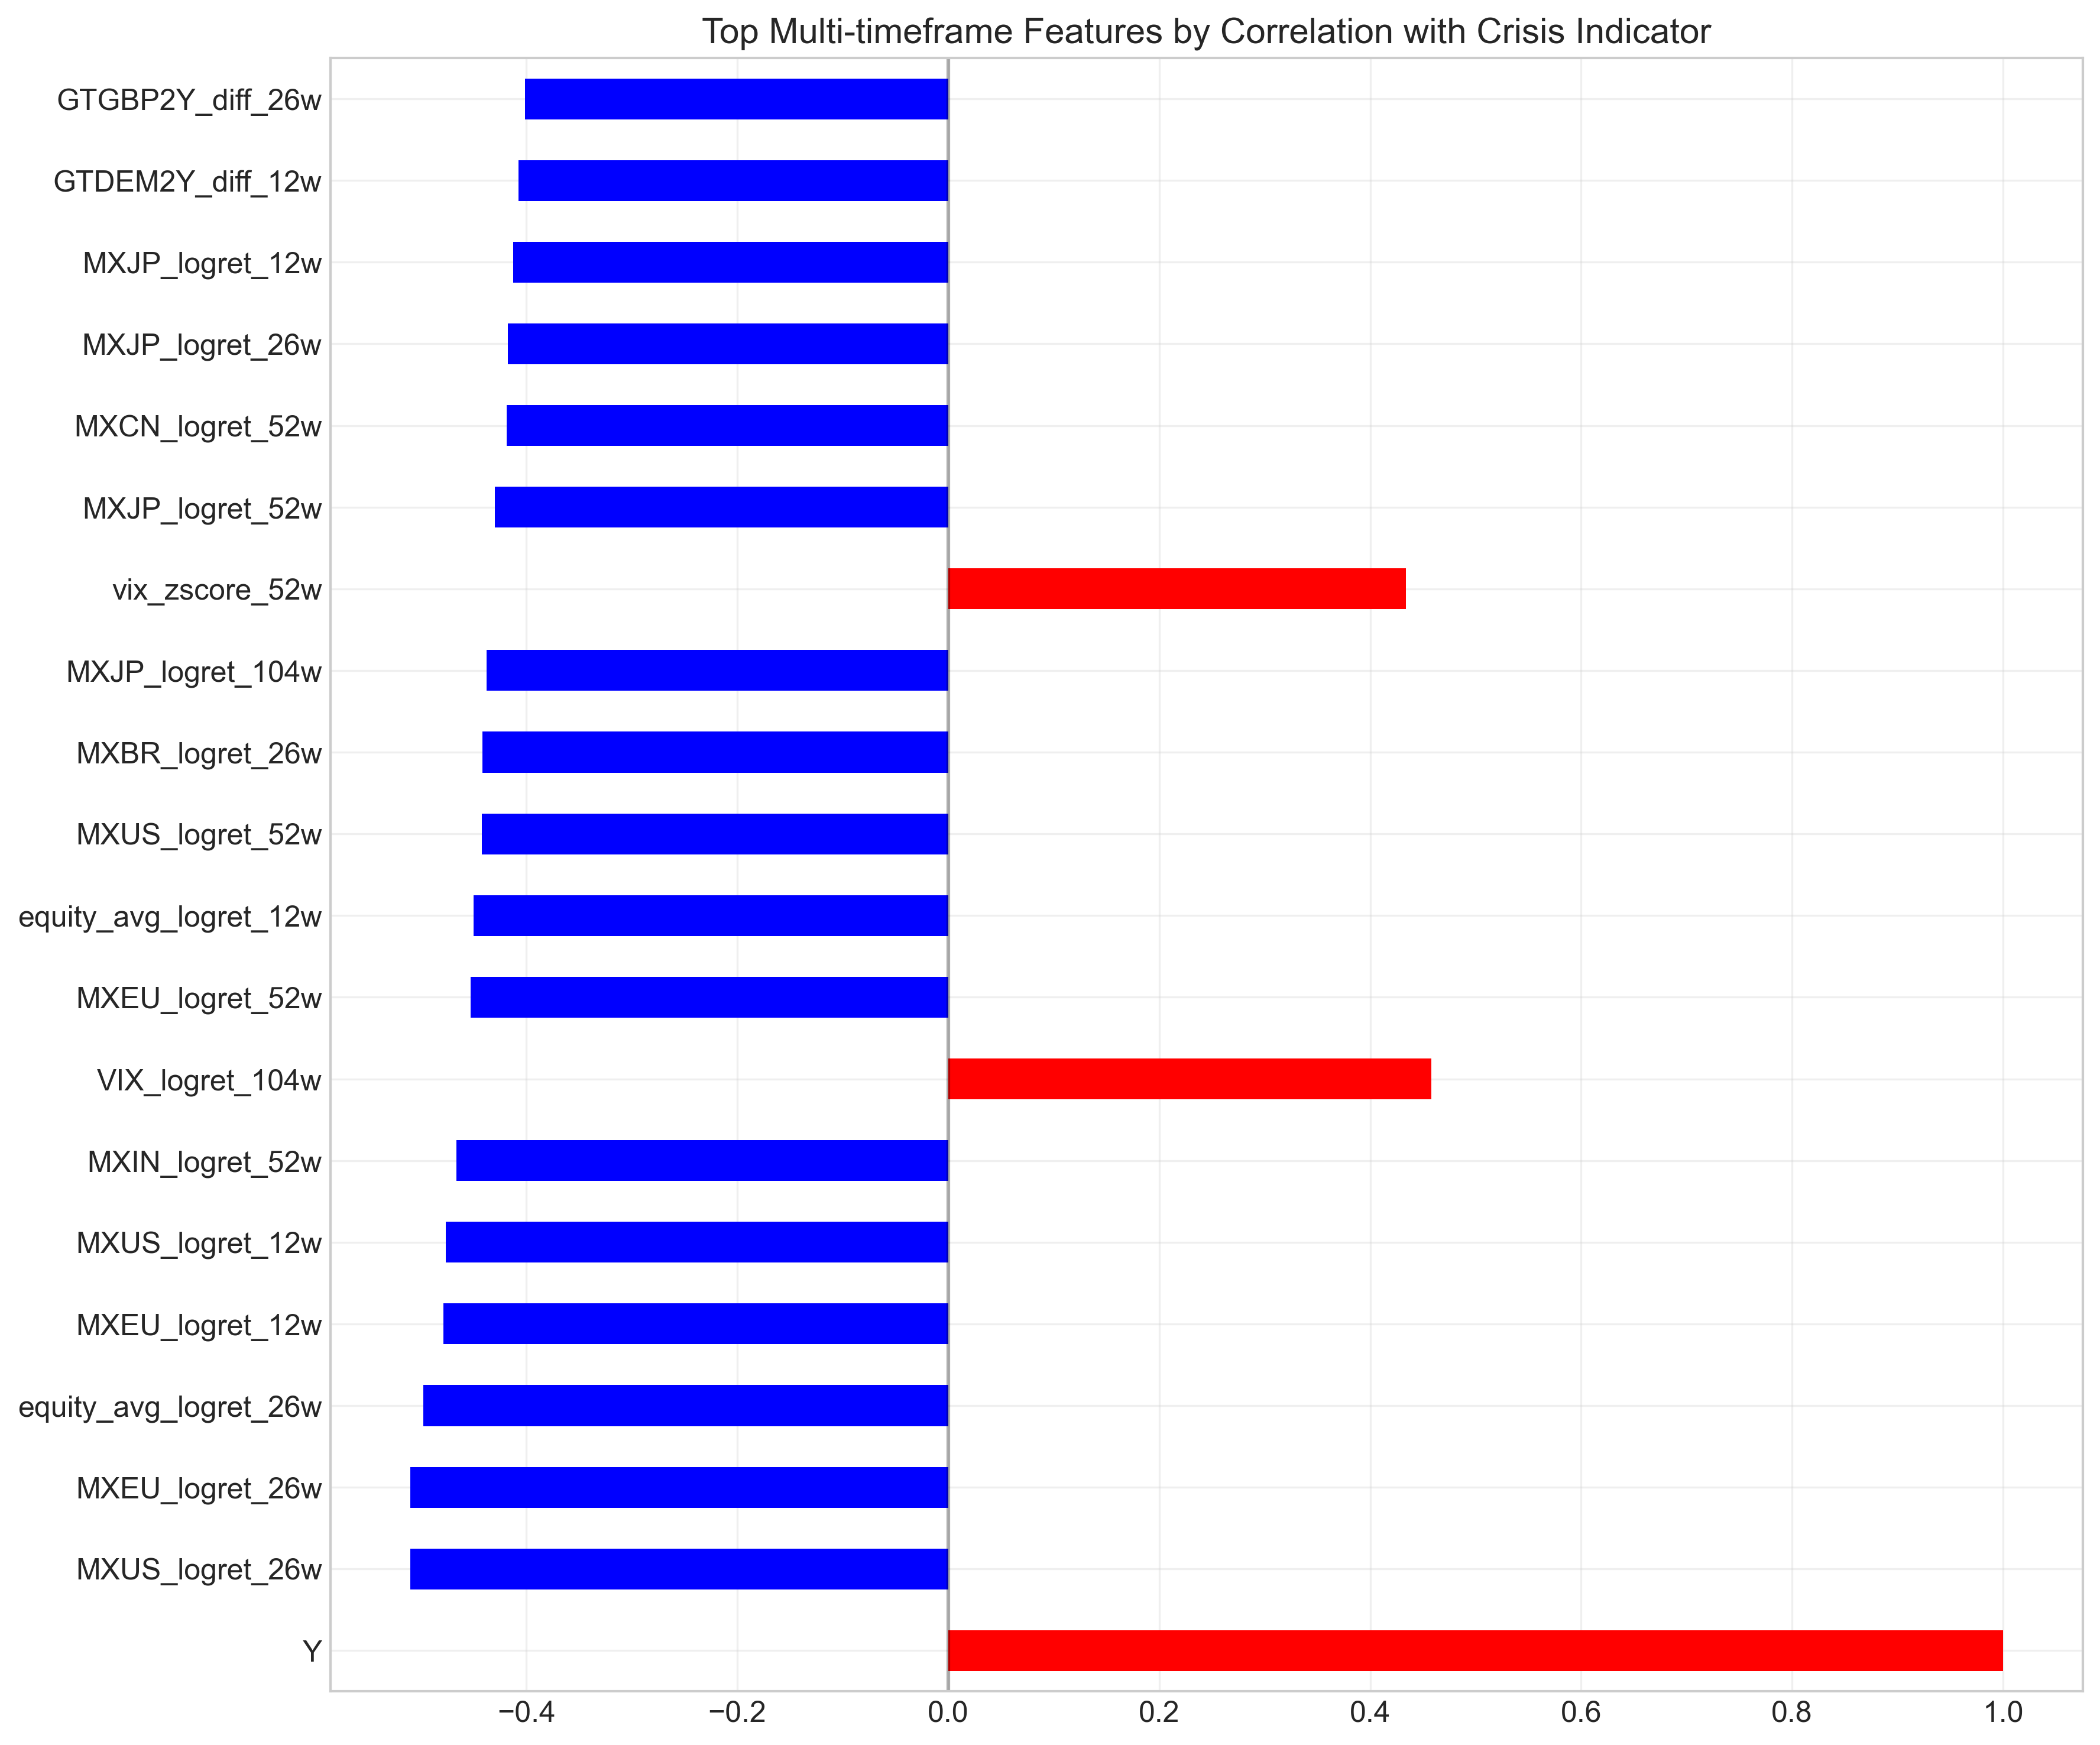 Top Multi-timeframe Features by Correlation with Crisis Indicator
GTGBP2Y_diff_26w
GTDEM2Y_diff_12w
MXJP_logret_12w
MXJP_logret_26w
MXCN_logret_52w
MXJP_logret_52w
vix_zscore_52w
MXJP_logret_104w
MXBR_logret_26w
MXUS_logret_52w
equity_avg_logret_12w
MXEU_logret_52w
VIX_logret_104w
MXIN_logret_52w
MXUS_logret_12w
MXEU_logret_12w
equity_avg_logret_26w
MXEU_logret_26w
MXUS_logret_26w
Y
−0.4 −0.2 0.0 0.2 0.4 0.6 0.8 1.0